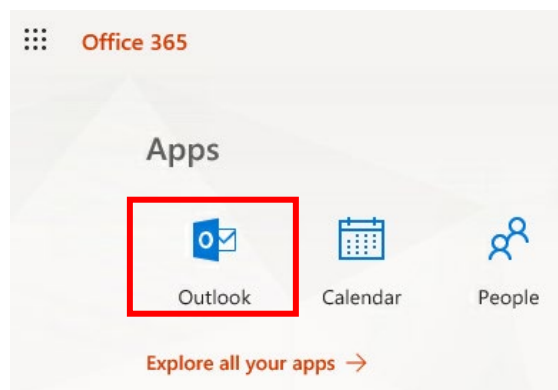 Office 365
Apps
Outlook Calendar People
Explore all your apps →